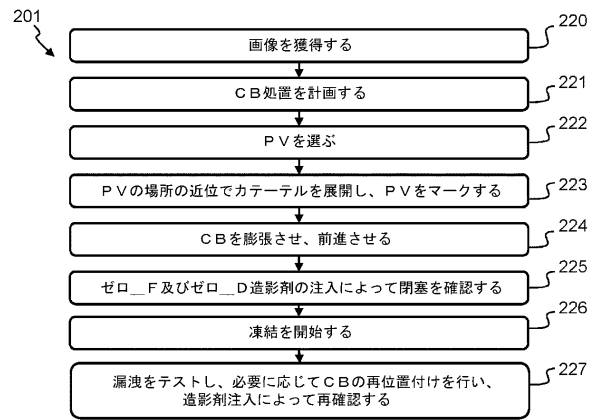 201
画像を獲得する
220
ＣＢ処置を計画する
221
ＰＶを選ぶ
222
ＰＶの場所の近位でカテーテルを展開し、ＰＶをマークする
223
ＣＢを膨張させ、前進させる
224
ゼロ＿Ｆ及びゼロ＿Ｄ造影剤の注入によって閉塞を確認する
225
凍結を開始する
226
漏洩をテストし、必要に応じてＣＢの再位置付けを行い、
造影剤注入によって再確認する
227